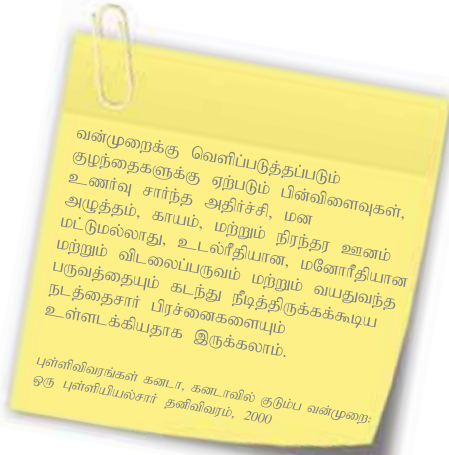 வன்முறைக்கு வெளிப்படுத்தப்படும்
குழந்தைகளுக்கு ஏற்படும் பின்விளைவுகள்,
உணர்வு சார்ந்த அதிர்ச்சி, மன
அழுத்தம், காயம், மற்றும் நிரந்தர ஊனம்
மட்டுமல்லாது, உடல்ரீதியான, மனோரீதியான
மற்றும் விடலைப்பருவம் மற்றும் வயதுவந்த
பருவத்தையும் கடந்து நீடித்திருக்கக்கூடிய
நடத்தைசார் பிரச்னைகளையும்
உள்ளடக்கியதாக இருக்கலாம்.
புள்ளிவிவரங்கள் கனடா, கனடாவில் குடும்ப வன்முறை:
ஒரு புள்ளியியல்சார் தனிவிவரம், 2000